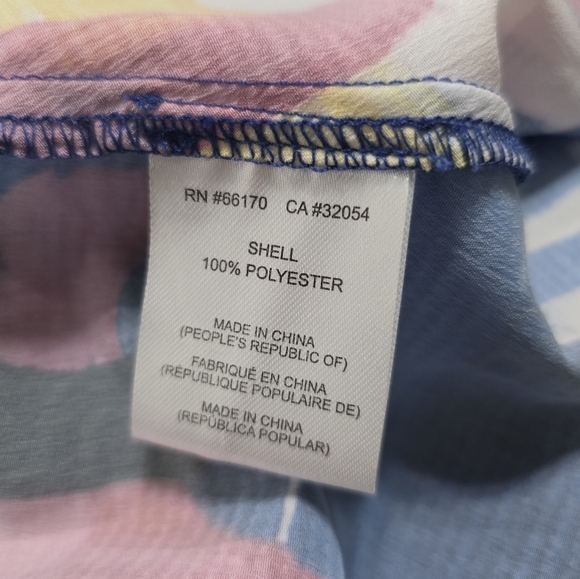 RN #66170 CA #32054
SHELL
100% POLYESTER
MADE IN CHINA
(PEOPLE'S REPUBLIC OF)
FABRIQUÉ EN CHINA
(RÉPUBLIQUE POPULAIRE DE)
MADE IN CHINA
(REPÚBLICA POPULAR)